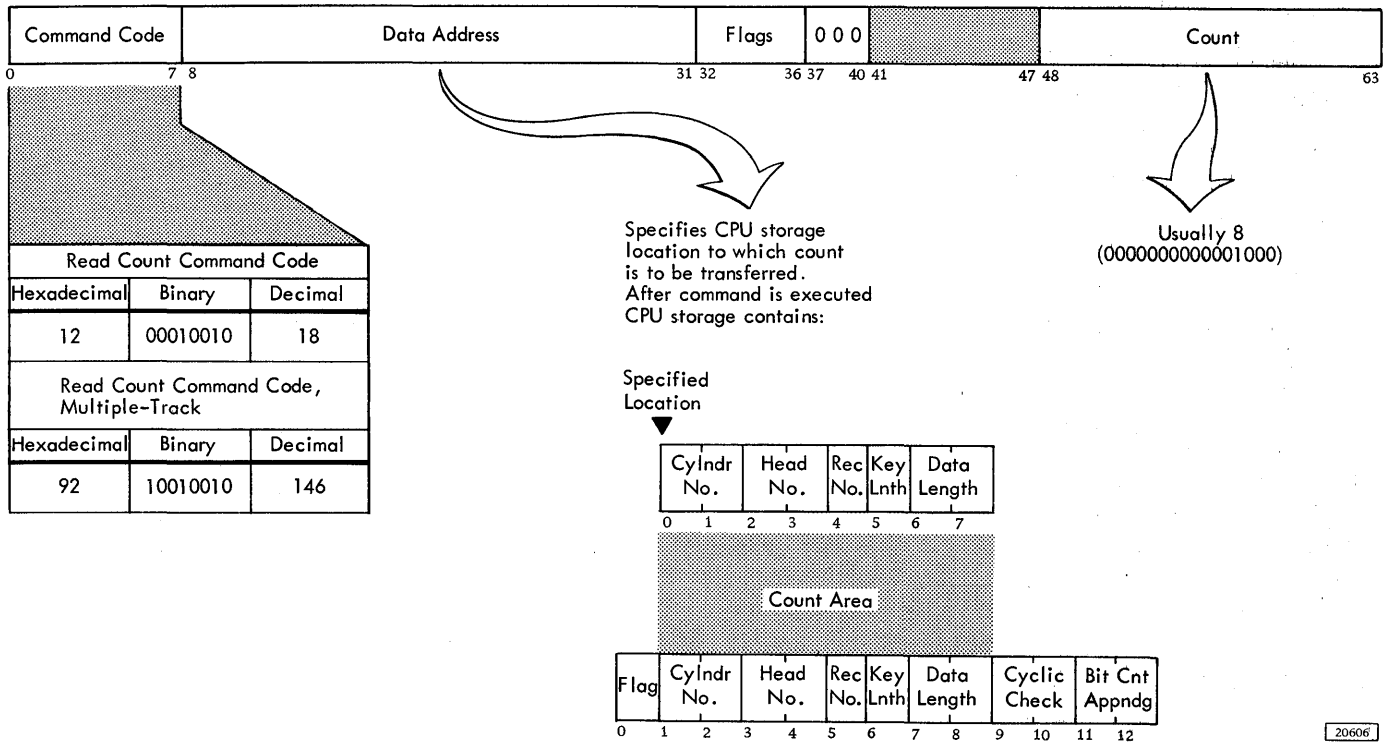 Command Code Data Address Flags 0 0 0 Count
0 7 8 31 32 36 37 40 41 47 48 63
Specifies CPU storage
location to which count
is to be transferred.
After command is executed
CPU storage contains:
Usually 8
(0000000000001000)
Read Count Command Code
Hexadecimal Binary Decimal
12 00010010 18
Read Count Command Code,
Multiple-Track
Hexadecimal Binary Decimal
92 10010010 146
Specified
Location
Cylndr Head Rec Key Data
No. No. No. Lnth Length
0 1 2 3 4 5 6 7
Count Area
Flag Cylndr Head Rec Key Data Cyclic Bit Cnt
No. No. No. Lnth Length Check Appndg
0 1 2 3 4 5 6 7 8 9 10 11 12
20606